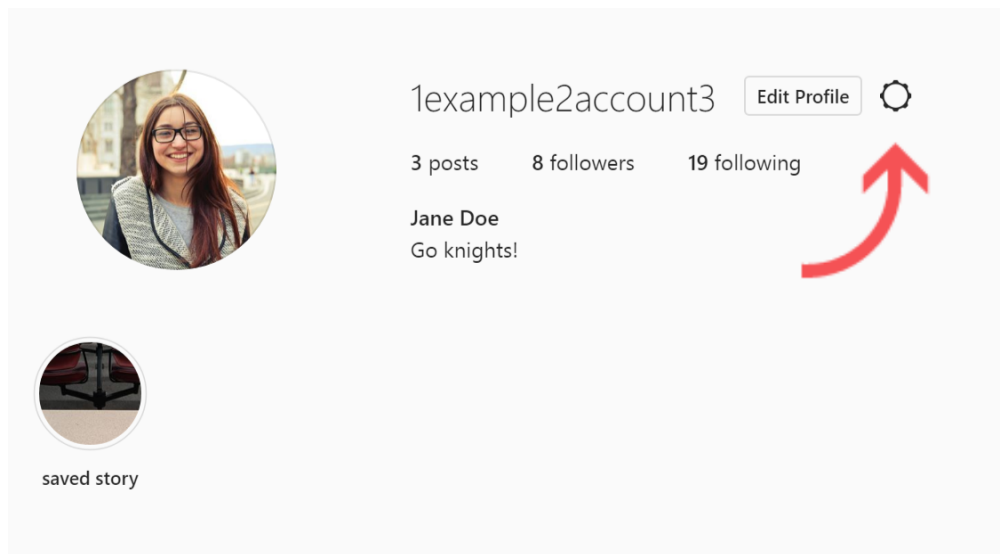 1example2account3 Edit Profile
3 posts 8 followers 19 following
Jane Doe
Go knights!
saved story